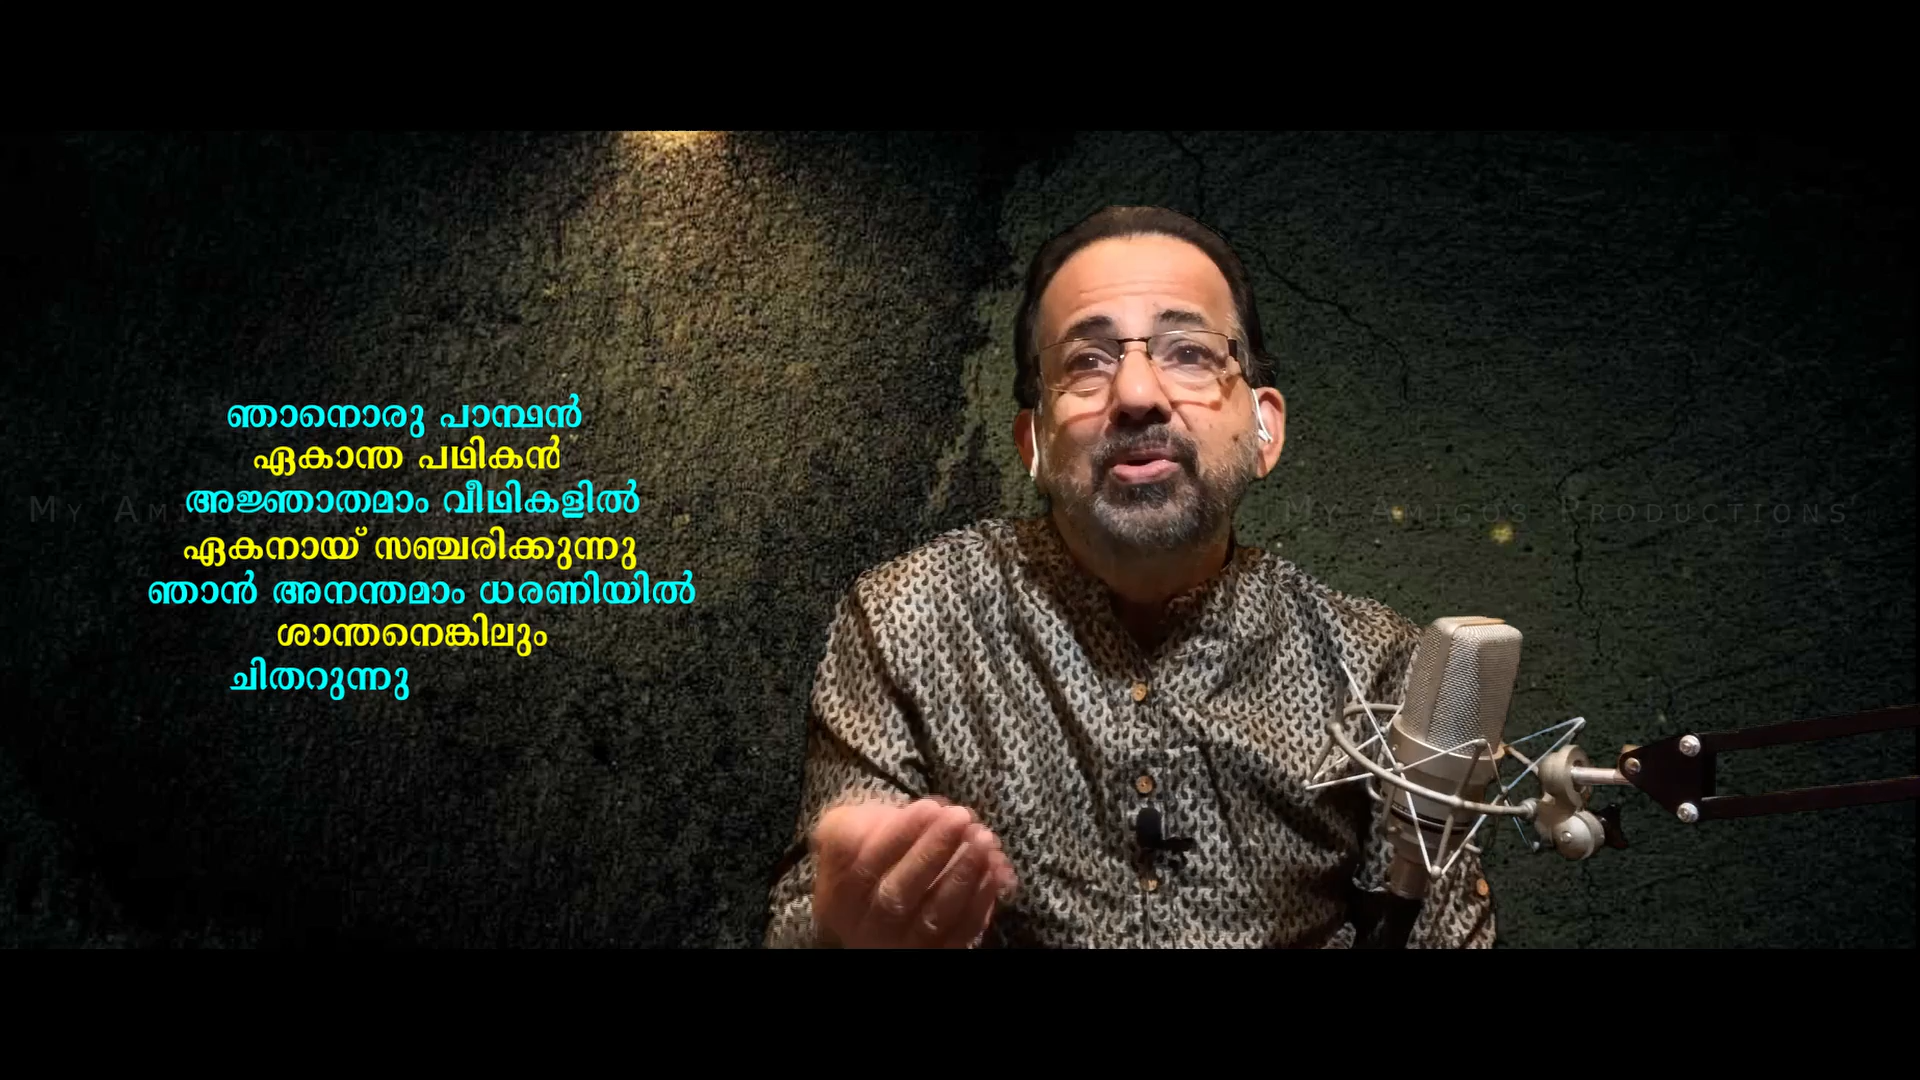 ഞാനൊരു പാന്ഥൻ
ഏകാന്ത പഥികൻ
അജ്ഞാതമാം വീഥികളിൽ
ഏകനായ് സഞ്ചരിക്കുന്നു
ഞാൻ അനന്തമാം ധരണിയിൽ
ശാന്തനെങ്കിലും
ചിതറുന്നു
My Amigos Productions